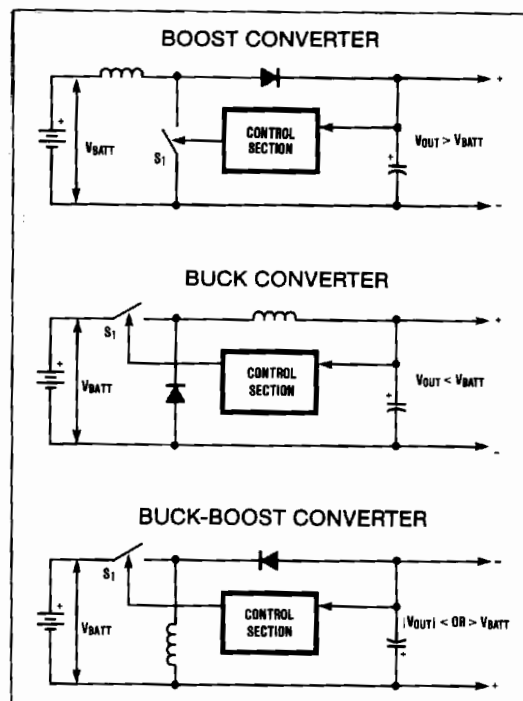 BOOST CONVERTER
+
+
VBATT
S1
CONTROL
SECTION
VOUT > VBATT
+
–
BUCK CONVERTER
+
S1
+
VBATT
CONTROL
SECTION
VOUT < VBATT
+
–
BUCK-BOOST CONVERTER
–
S1
+
VBATT
CONTROL
SECTION
|VOUT| < OR > VBATT
+
+